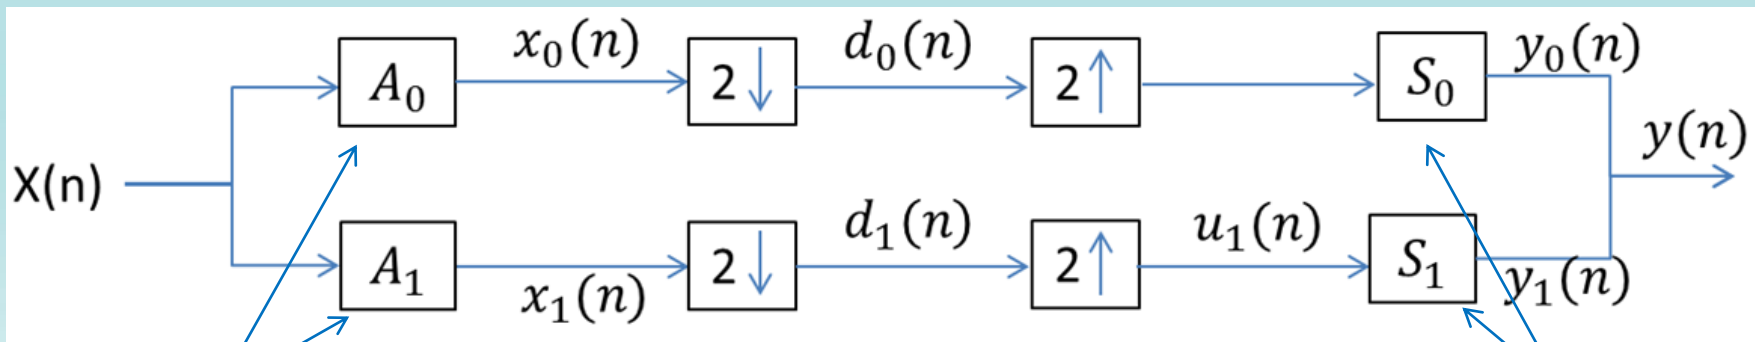 A₀ x₀(n) 2↓ d₀(n) 2↑ S₀ y₀(n)
X(n) y(n)
A₁ x₁(n) 2↓ d₁(n) 2↑ u₁(n) S₁ y₁(n)